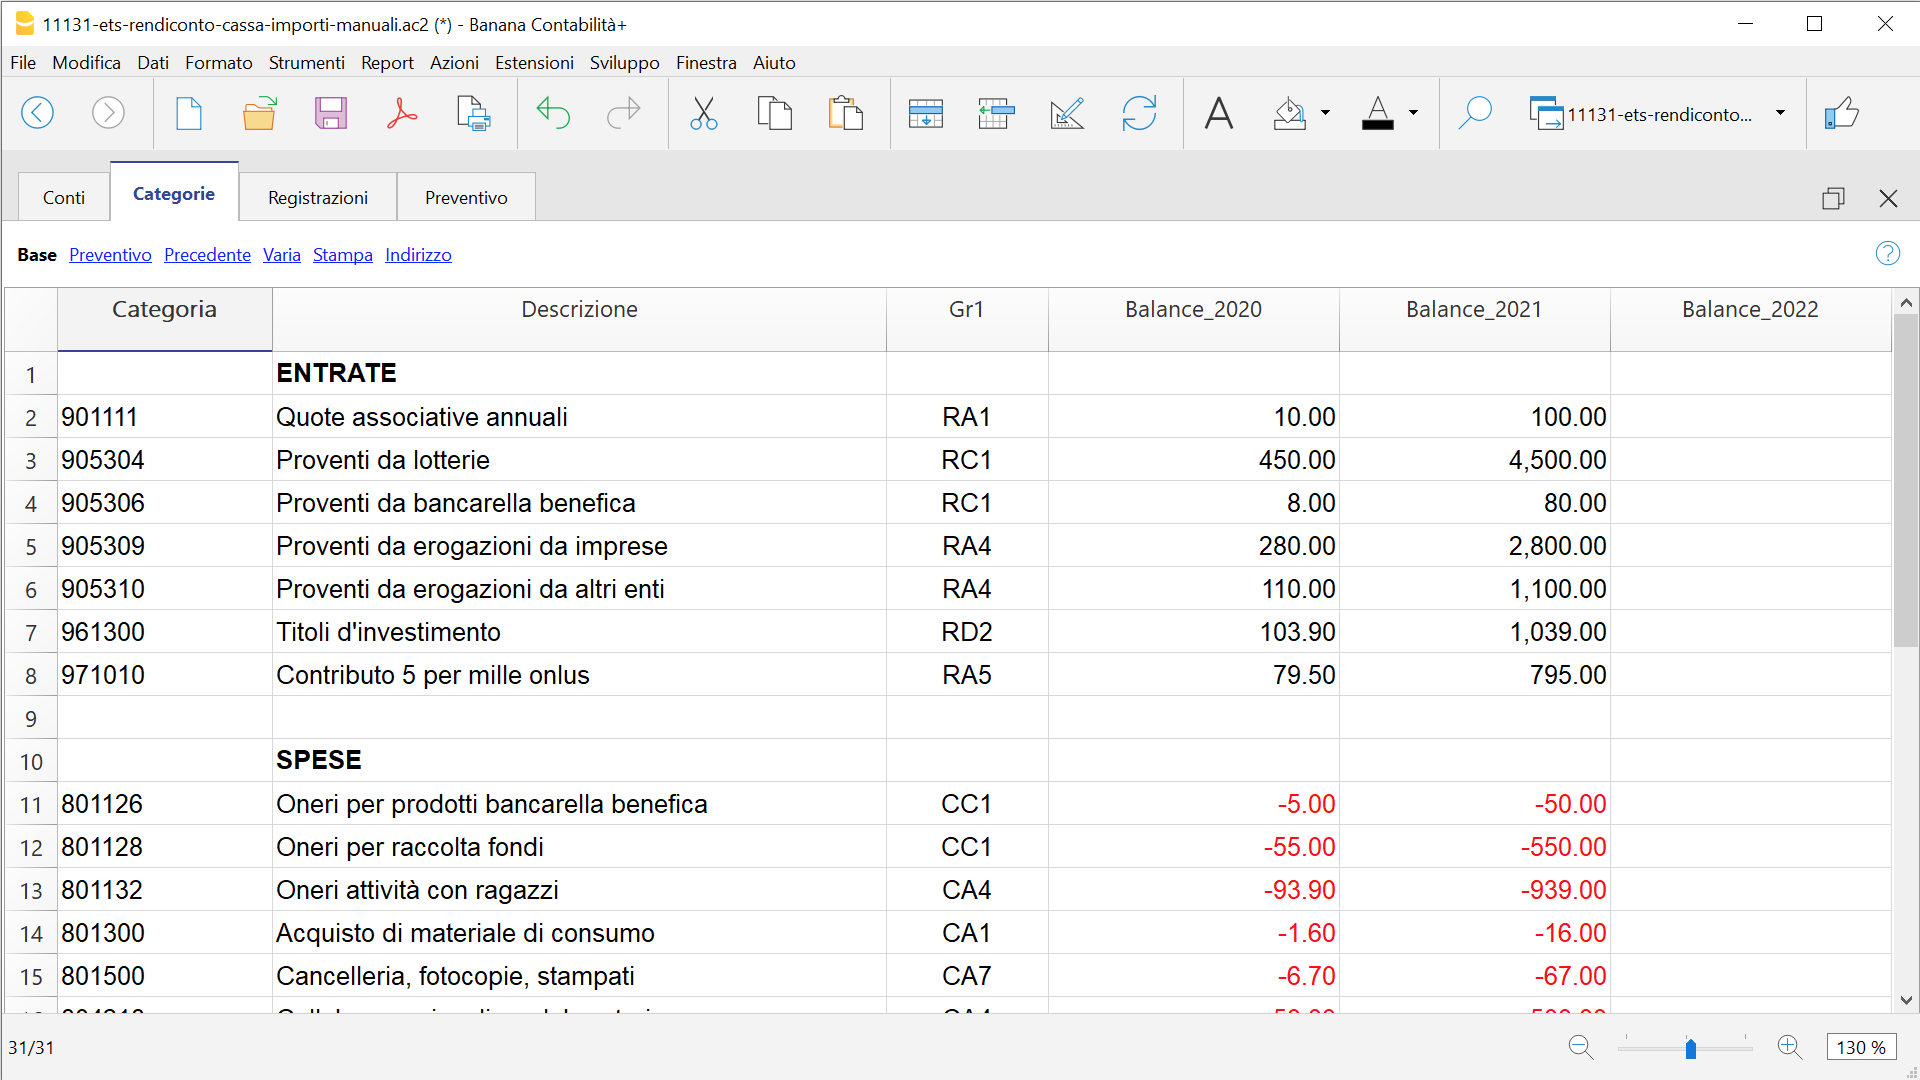 11131-ets-rendiconto-cassa-importi-manuali.ac2 (*) - Banana Contabilità+
File Modifica Dati Formato Strumenti Report Azioni Estensioni Sviluppo Finestra Aiuto
11131-ets-rendiconto...
Conti Categorie Registrazioni Preventivo
Base Preventivo Precedente Varia Stampa Indirizzo
Categoria Descrizione Gr1 Balance_2020 Balance_2021 Balance_2022
1 ENTRATE
2 901111 Quote associative annuali RA1 10.00 100.00
3 905304 Proventi da lotterie RC1 450.00 4,500.00
4 905306 Proventi da bancarella benefica RC1 8.00 80.00
5 905309 Proventi da erogazioni da imprese RA4 280.00 2,800.00
6 905310 Proventi da erogazioni da altri enti RA4 110.00 1,100.00
7 961300 Titoli d'investimento RD2 103.90 1,039.00
8 971010 Contributo 5 per mille onlus RA5 79.50 795.00
9
10 SPESE
11 801126 Oneri per prodotti bancarella benefica CC1 -5.00 -50.00
12 801128 Oneri per raccolta fondi CC1 -55.00 -550.00
13 801132 Oneri attività con ragazzi CA4 -93.90 -939.00
14 801300 Acquisto di materiale di consumo CA1 -1.60 -16.00
15 801500 Cancelleria, fotocopie, stampati CA7 -6.70 -67.00
31/31 130 %